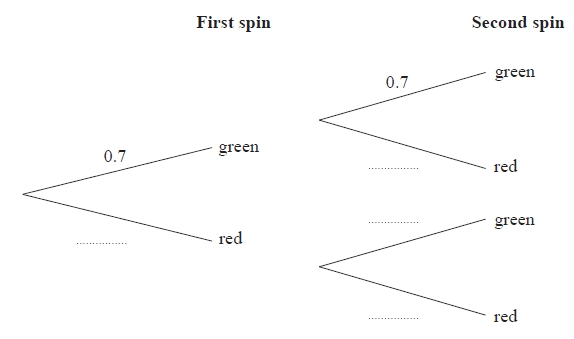 First spin
Second spin
0.7
green
...............
red
0.7
green
...............
red
...............
green
...............
red